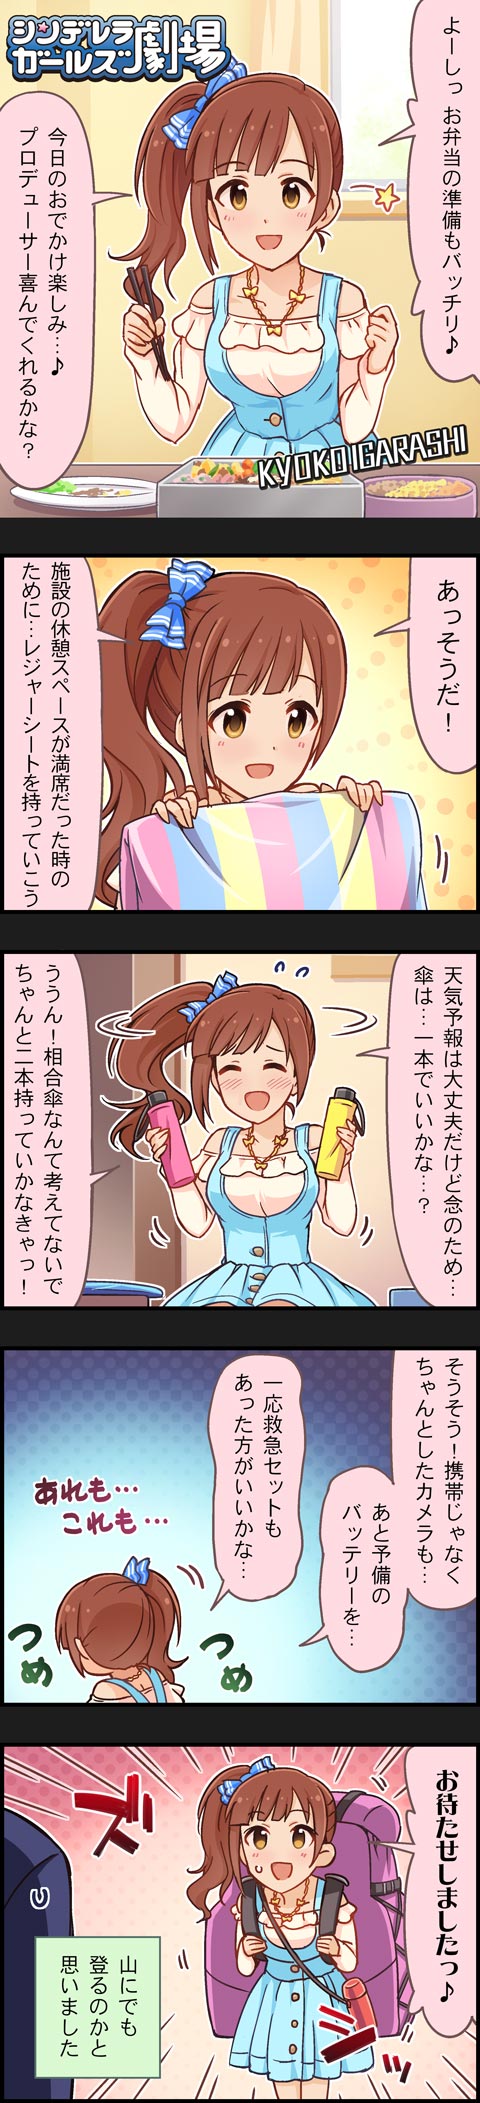 シンデレラ
ガールズ劇場
よーしっ お弁当の準備もバッチリ♪
今日のおでかけ楽しみ…♪
プロデューサー喜んでくれるかな？
KYOKO IGARASHI
あっそうだ！
施設の休憩スペースが満席だった時の
ために…レジャーシートを持っていこう
天気予報は大丈夫だけど念のため…
傘は…一本でいいかな…？
ううん！相合傘なんて考えてないで
ちゃんと二本持っていかなきゃっ！
そうそう！携帯じゃなく
ちゃんとしたカメラも…
あと予備の
バッテリーを…
一応救急セットも
あった方がいいかな…
あれも…
これも…
つめ
つめ
お待たせしましたっ♪
ズ
山にでも
登るのかと
思いました